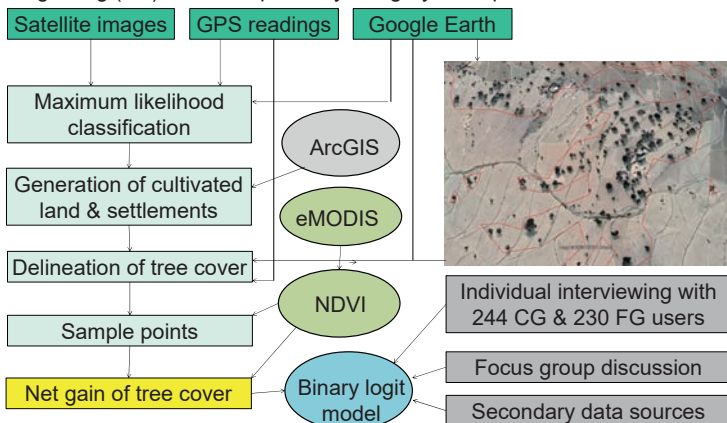 Satellite images
GPS readings
Google Earth
Maximum likelihood
classification
ArcGIS
Generation of cultivated
land & settlements
eMODIS
Delineation of tree cover
NDVI
Individual interviewing with
244 CG & 230 FG users
Sample points
Focus group discussion
Net gain of tree cover
Binary logit
model
Secondary data sources